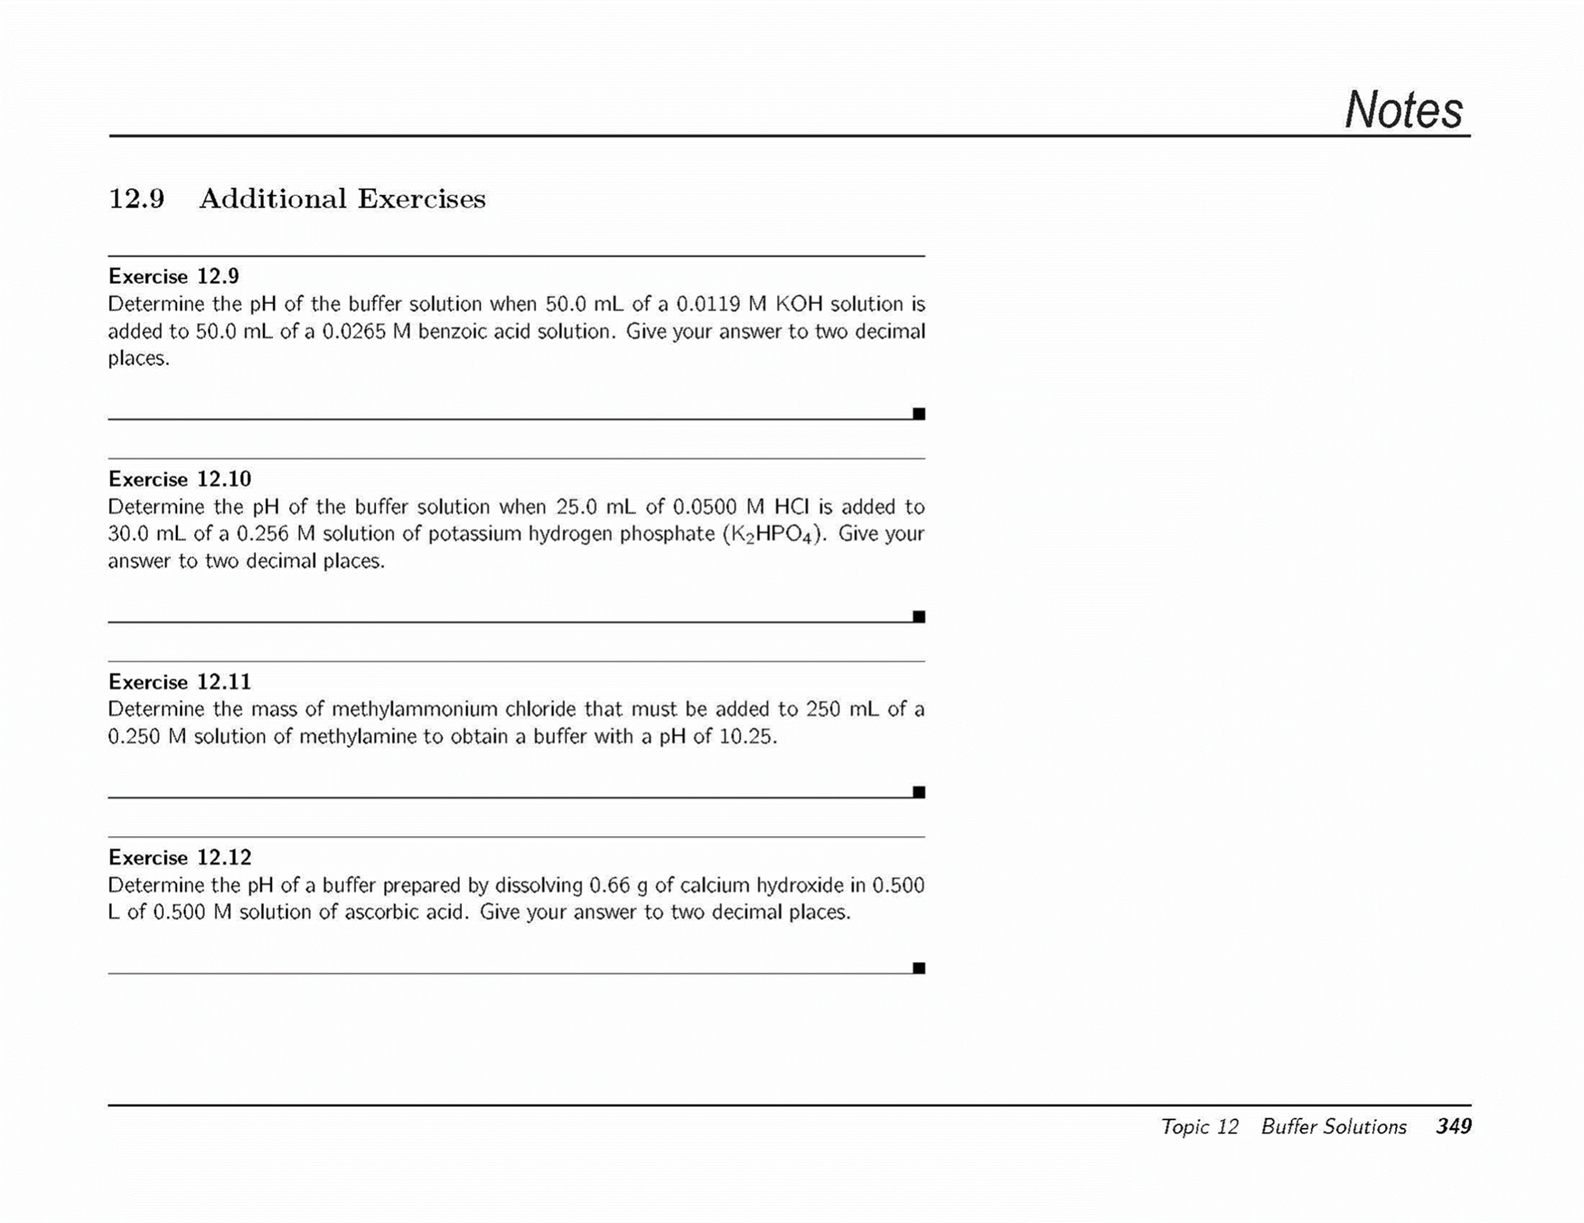 Notes
12.9 Additional Exercises
Exercise 12.9
Determine the pH of the buffer solution when 50.0 mL of a 0.0119 M KOH solution is
added to 50.0 mL of a 0.0265 M benzoic acid solution. Give your answer to two decimal
places.
Exercise 12.10
Determine the pH of the buffer solution when 25.0 mL of 0.0500 M HCl is added to
30.0 mL of a 0.256 M solution of potassium hydrogen phosphate (K₂HPO₄). Give your
answer to two decimal places.
Exercise 12.11
Determine the mass of methylammonium chloride that must be added to 250 mL of a
0.250 M solution of methylamine to obtain a buffer with a pH of 10.25.
Exercise 12.12
Determine the pH of a buffer prepared by dissolving 0.66 g of calcium hydroxide in 0.500
L of 0.500 M solution of ascorbic acid. Give your answer to two decimal places.
Topic 12 Buffer Solutions 349